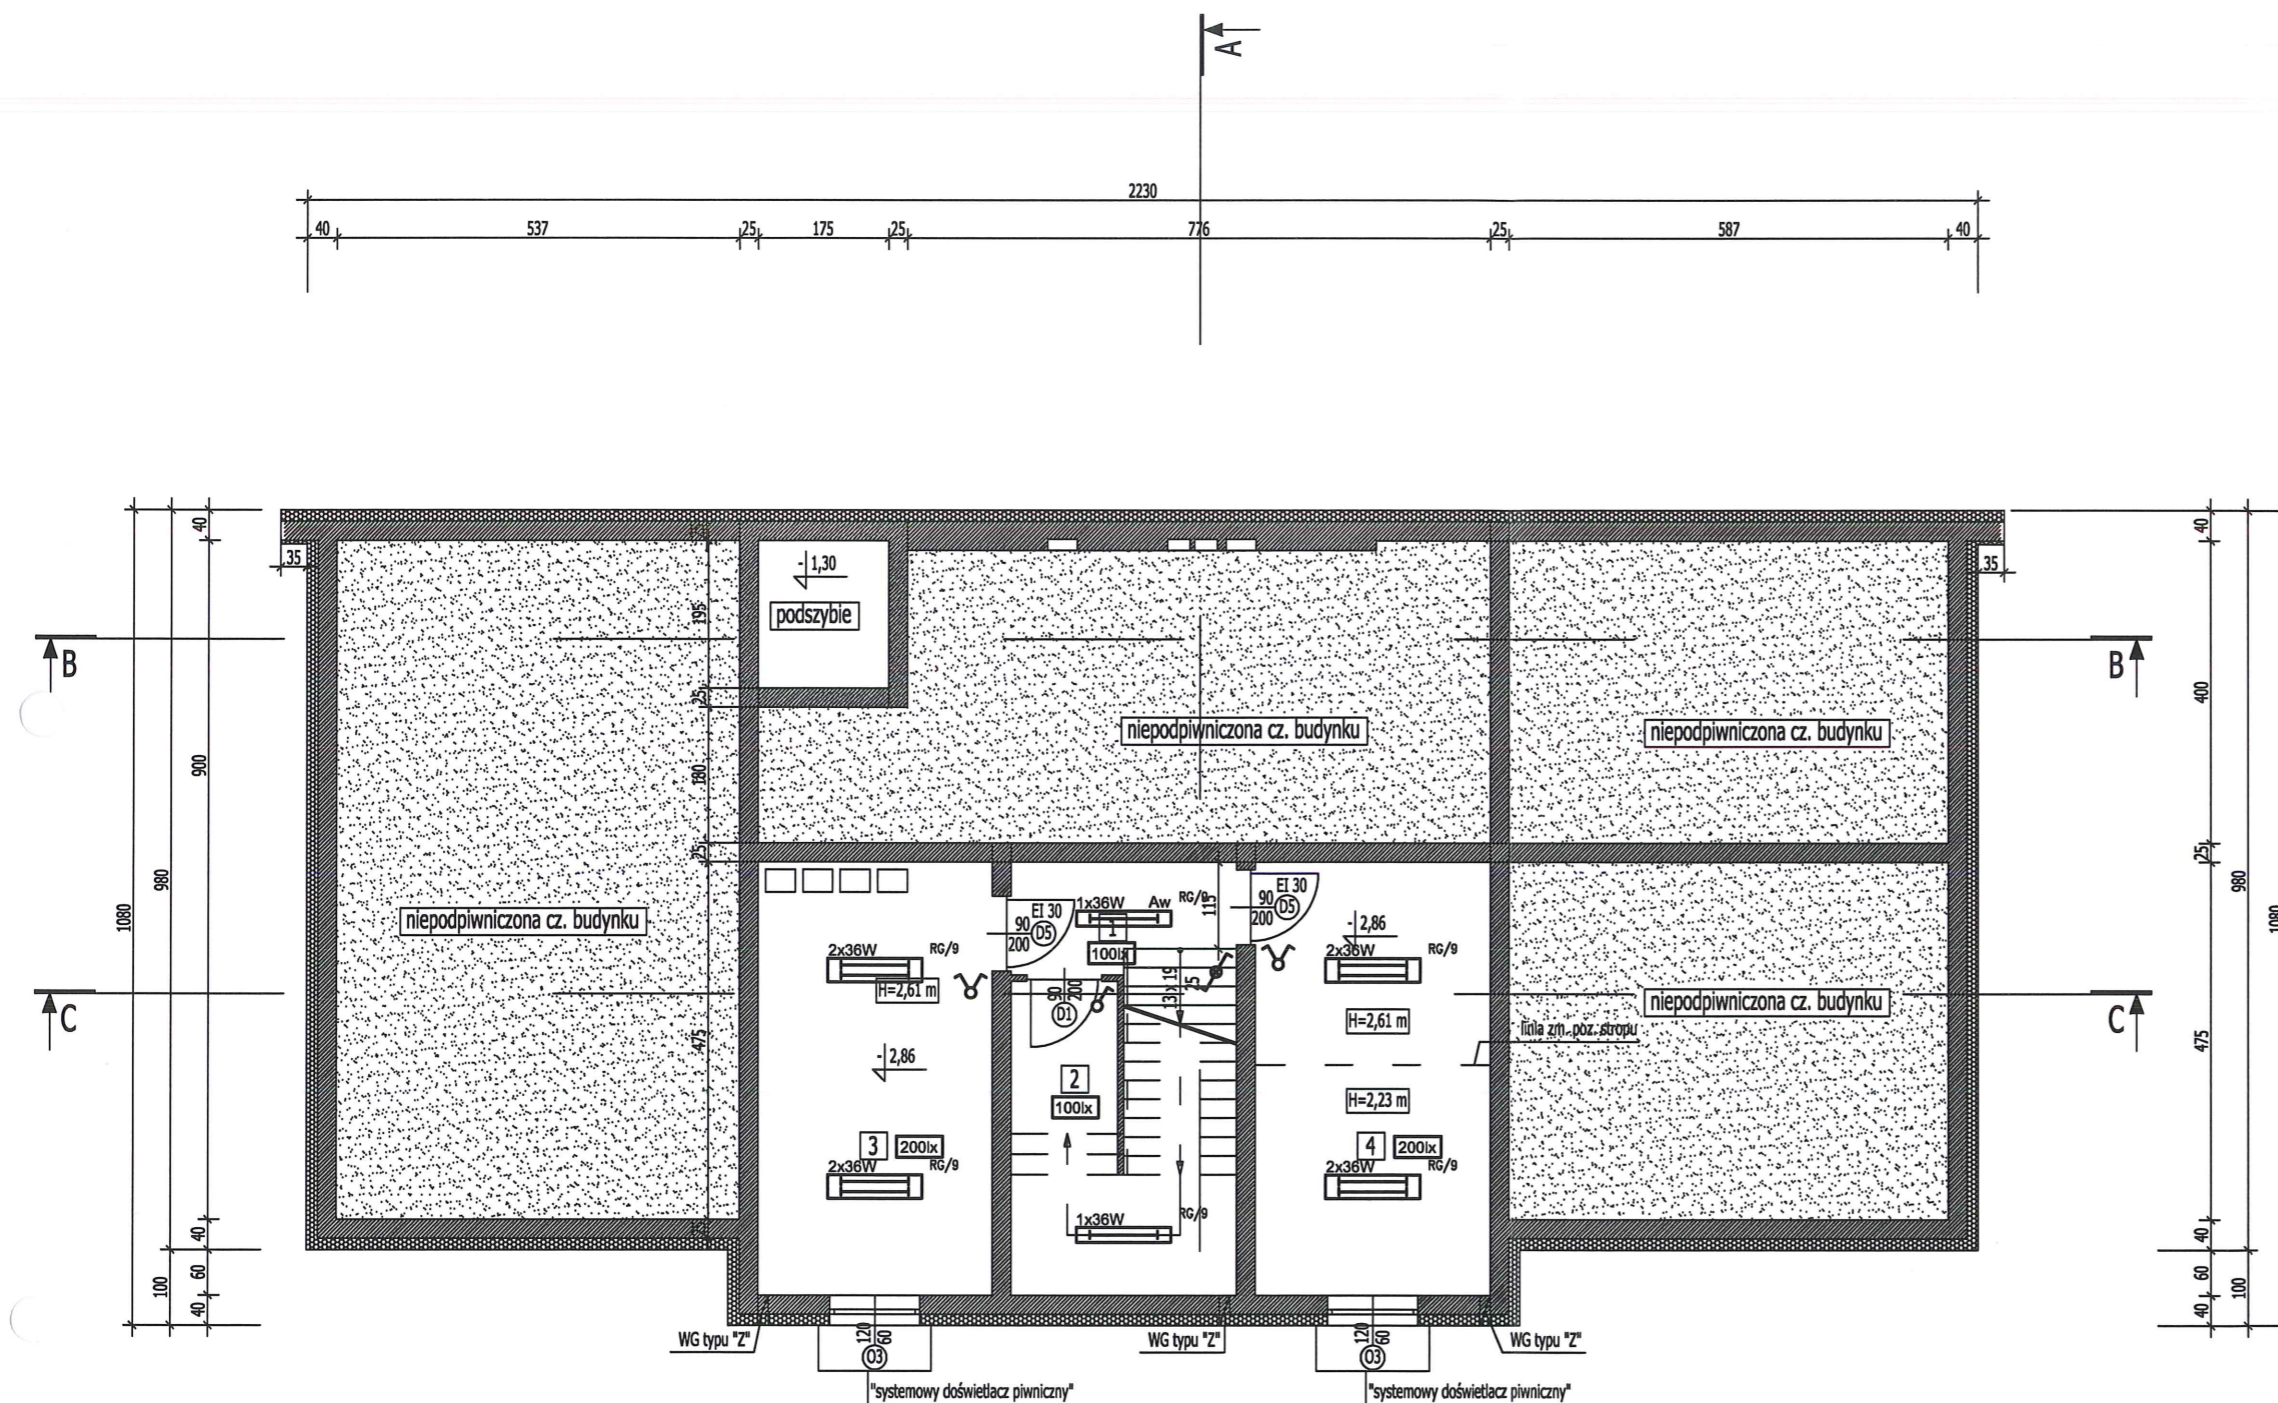 A
2230
40
537
25
175
25
776
25
587
40
40
40
35
35
- 1,30
podszybie
195
B
B
25
niepodpiwniczona cz. budynku
niepodpiwniczona cz. budynku
400
900
180
25
25
980
1080
980
1080
niepodpiwniczona cz. budynku
EI 30
90
D5
200
1x36W
Aw
RG/9
1
100lx
115
EI 30
90
D5
200
- 2,86
2x36W
RG/9
H=2,61 m
2x36W
RG/9
90
200
D1
13 x 19
25
niepodpiwniczona cz. budynku
C
C
H=2,61 m
linia zm. poz. stropu
475
475
- 2,86
2
100lx
H=2,23 m
3
200lx
4
200lx
2x36W
RG/9
2x36W
RG/9
1x36W
RG/9
40
40
60
100
40
60
100
40
WG typu "Z"
120
60
O3
WG typu "Z"
120
60
O3
WG typu "Z"
"systemowy doświetlacz piwniczny"
"systemowy doświetlacz piwniczny"